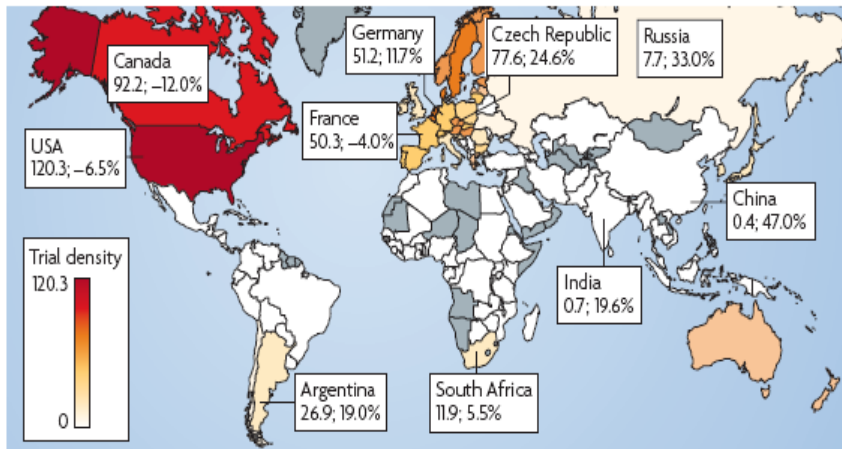 Canada
92.2; –12.0%
Germany
51.2; 11.7%
Czech Republic
77.6; 24.6%
Russia
7.7; 33.0%
USA
120.3; –6.5%
France
50.3; –4.0%
China
0.4; 47.0%
Trial density
120.3
0
India
0.7; 19.6%
Argentina
26.9; 19.0%
South Africa
11.9; 5.5%